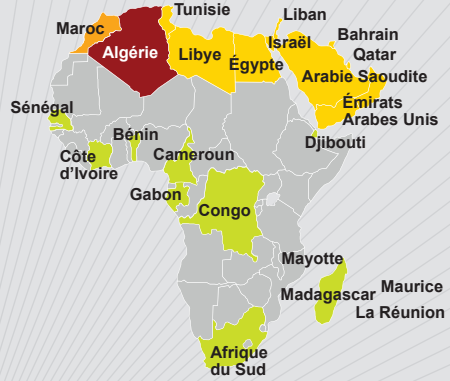 Tunisie
Liban
Maroc
Bahrain
Israël
Algérie
Libye
Qatar
Égypte
Arabie Saoudite
Émirats
Arabes Unis
Sénégal
Bénin
Djibouti
Côte
d'Ivoire
Cameroun
Gabon
Congo
Mayotte
Madagascar
Maurice
La Réunion
Afrique
du Sud